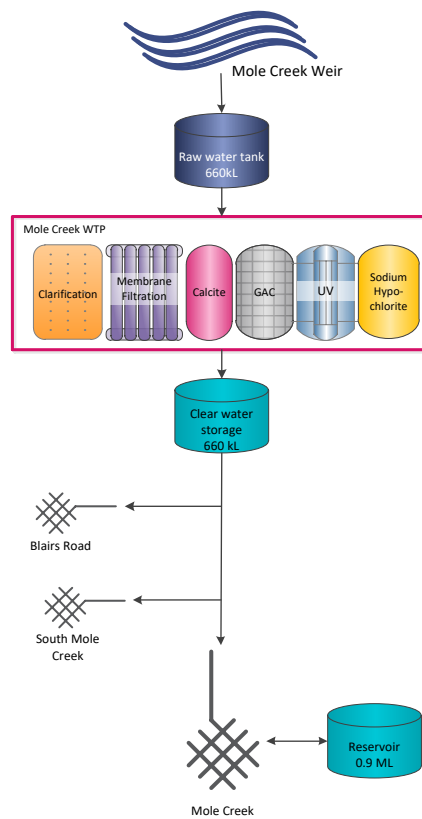 Mole Creek Weir
Raw water tank
660kL
Mole Creek WTP
Clarification
Membrane
Filtration
Calcite
GAC
UV
Sodium
Hypo-
chlorite
Clear water
storage
660 kL
Blairs Road
South Mole
Creek
Reservoir
0.9 ML
Mole Creek